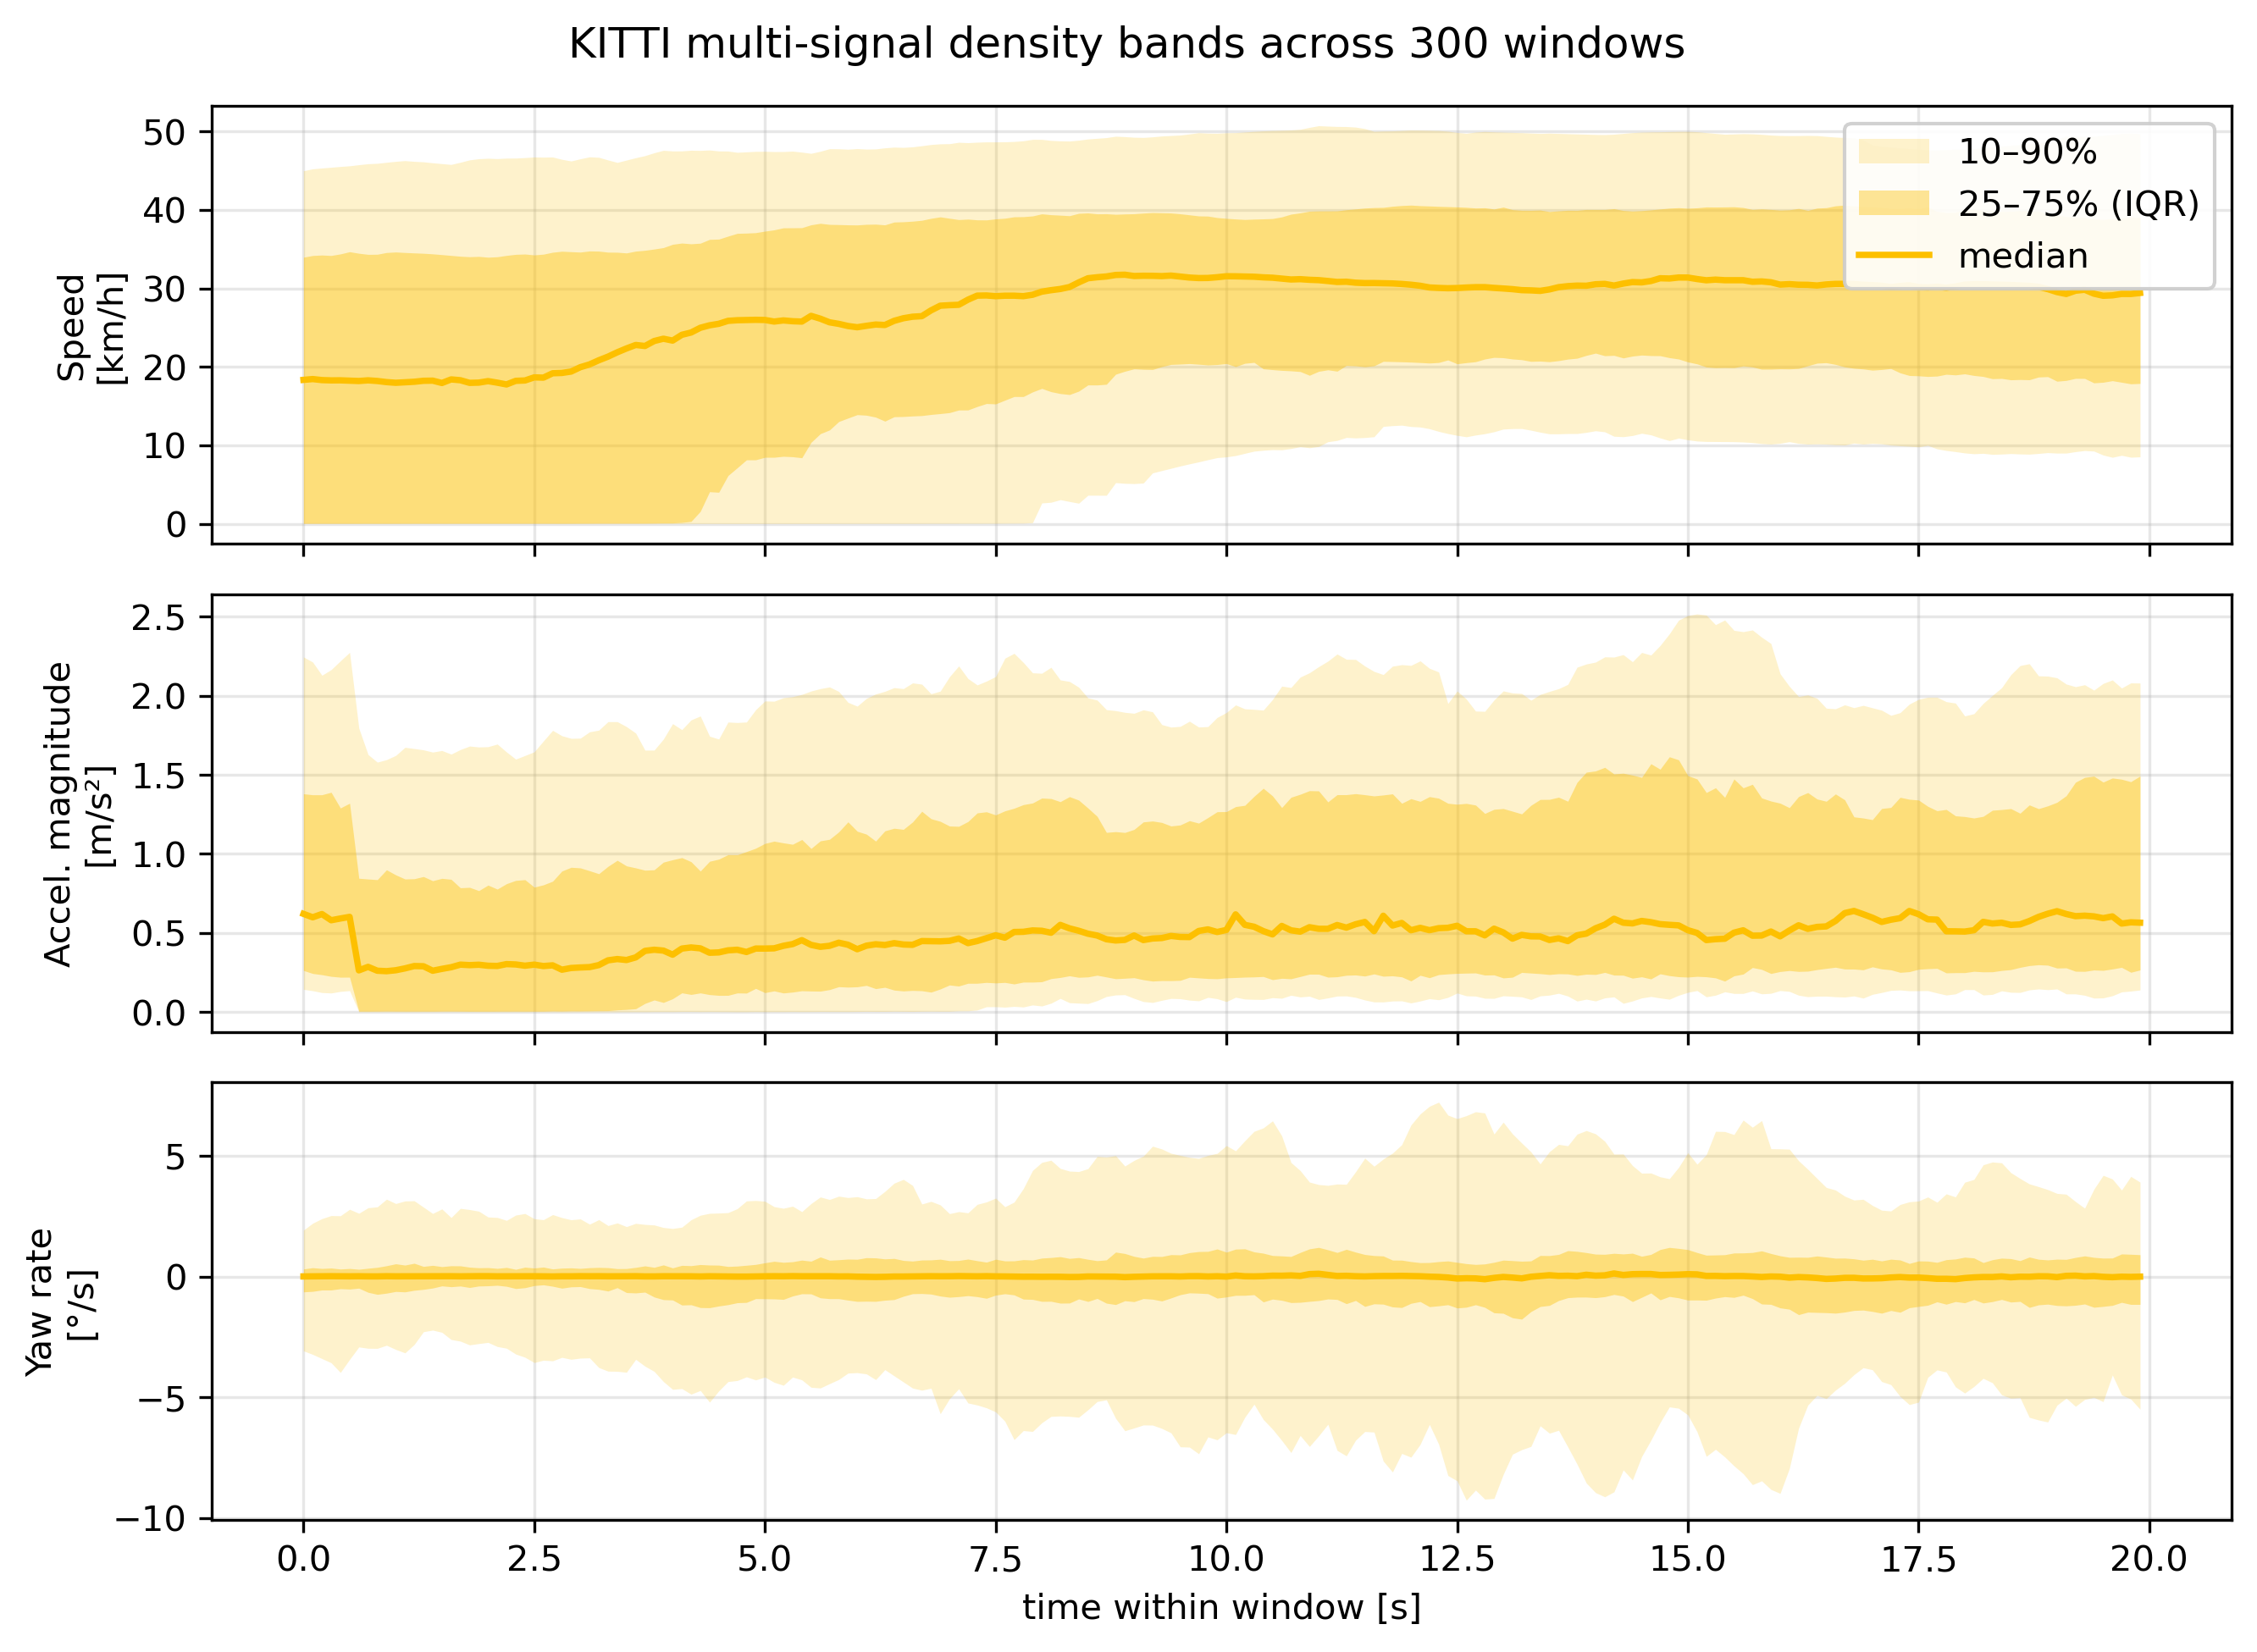 KITTI multi-signal density bands across 300 windows
50
40
30
20
10
0
Speed
[km/h]
10–90%
25–75% (IQR)
median
2.5
2.0
1.5
1.0
0.5
0.0
Accel. magnitude
[m/s²]
5
0
−5
−10
Yaw rate
[°/s]
0.0 2.5 5.0 7.5 10.0 12.5 15.0 17.5 20.0
time within window [s]